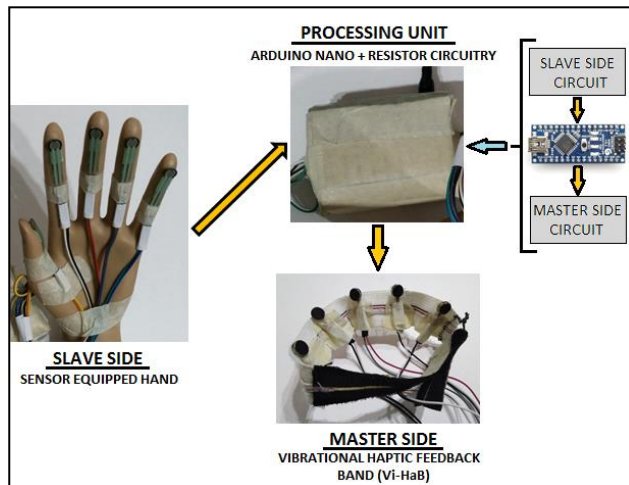 PROCESSING UNIT
ARDUINO NANO + RESISTOR CIRCUITRY
SLAVE SIDE
CIRCUIT
MASTER SIDE
CIRCUIT
SLAVE SIDE
SENSOR EQUIPPED HAND
MASTER SIDE
VIBRATIONAL HAPTIC FEEDBACK
BAND (Vi-HaB)